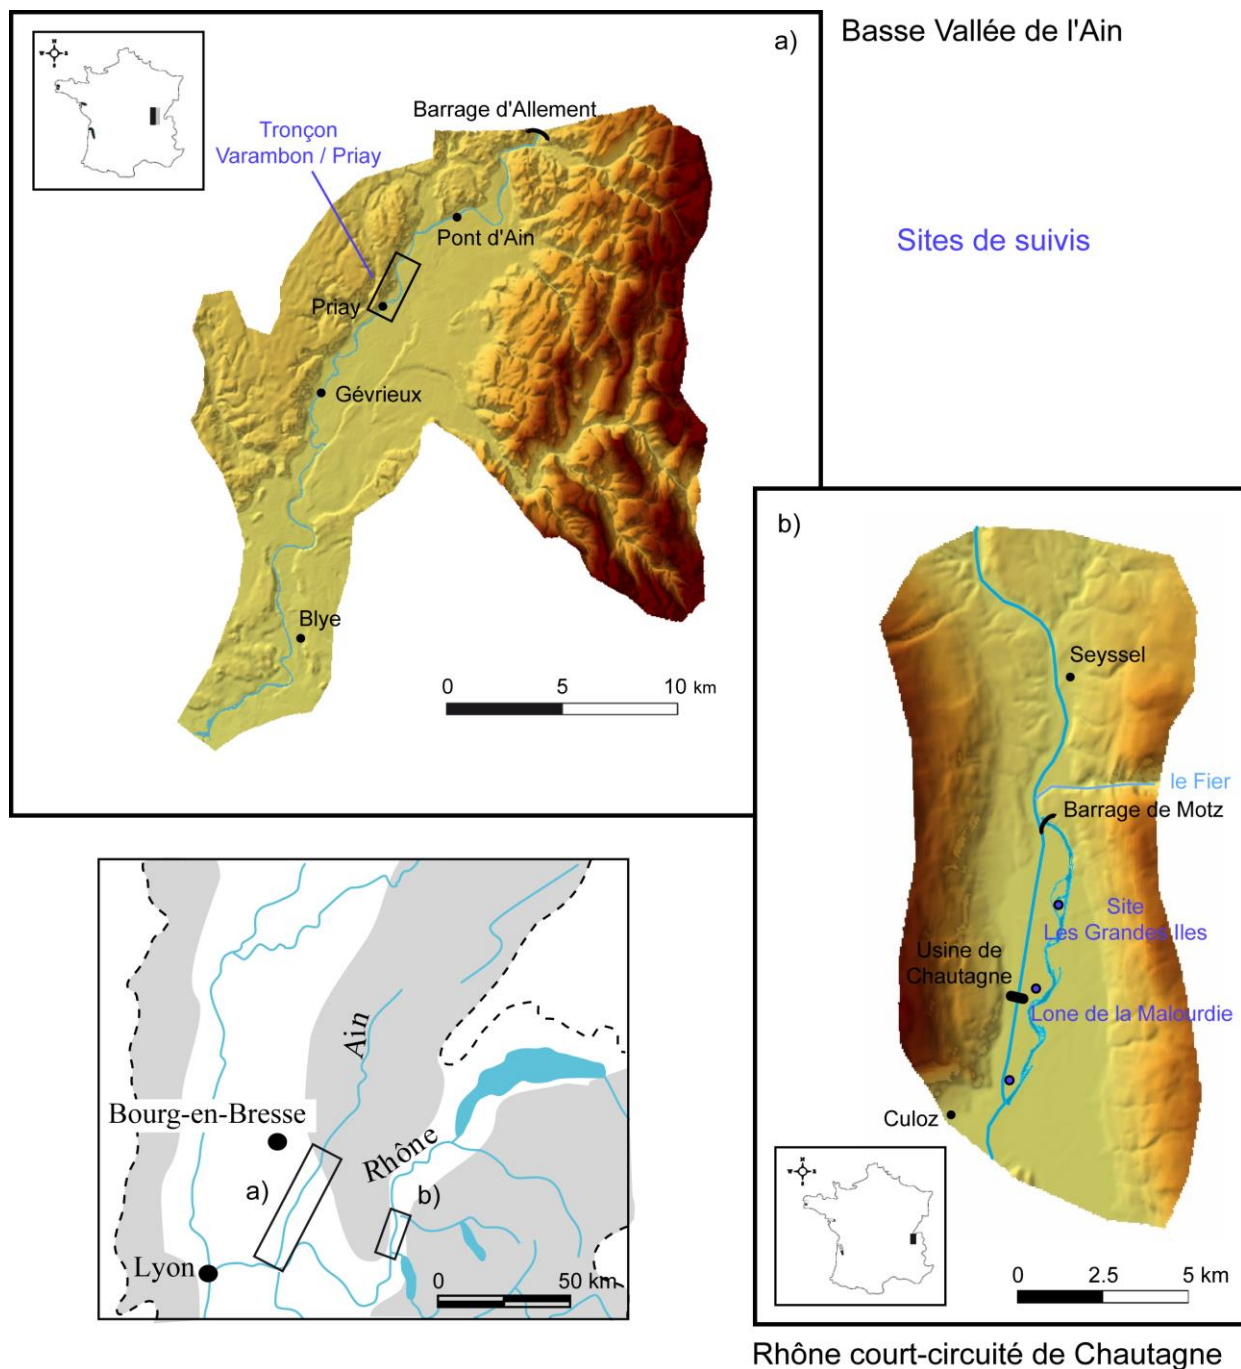 a)
Basse Vallée de l'Ain
Barrage d'Allement
Tronçon
Varambon / Priay
Pont d'Ain
Sites de suivis
Priay
Gévrieux
Blye
0 5 10 km
b)
Seyssel
le Fier
Barrage de Motz
Site
Les Grandes Iles
Usine de
Chautagne
Lone de la Malourdie
Culoz
0 2.5 5 km
Ain
Bourg-en-Bresse
Rhône
a)
b)
Lyon
0 50 km
Rhône court-circuité de Chautagne